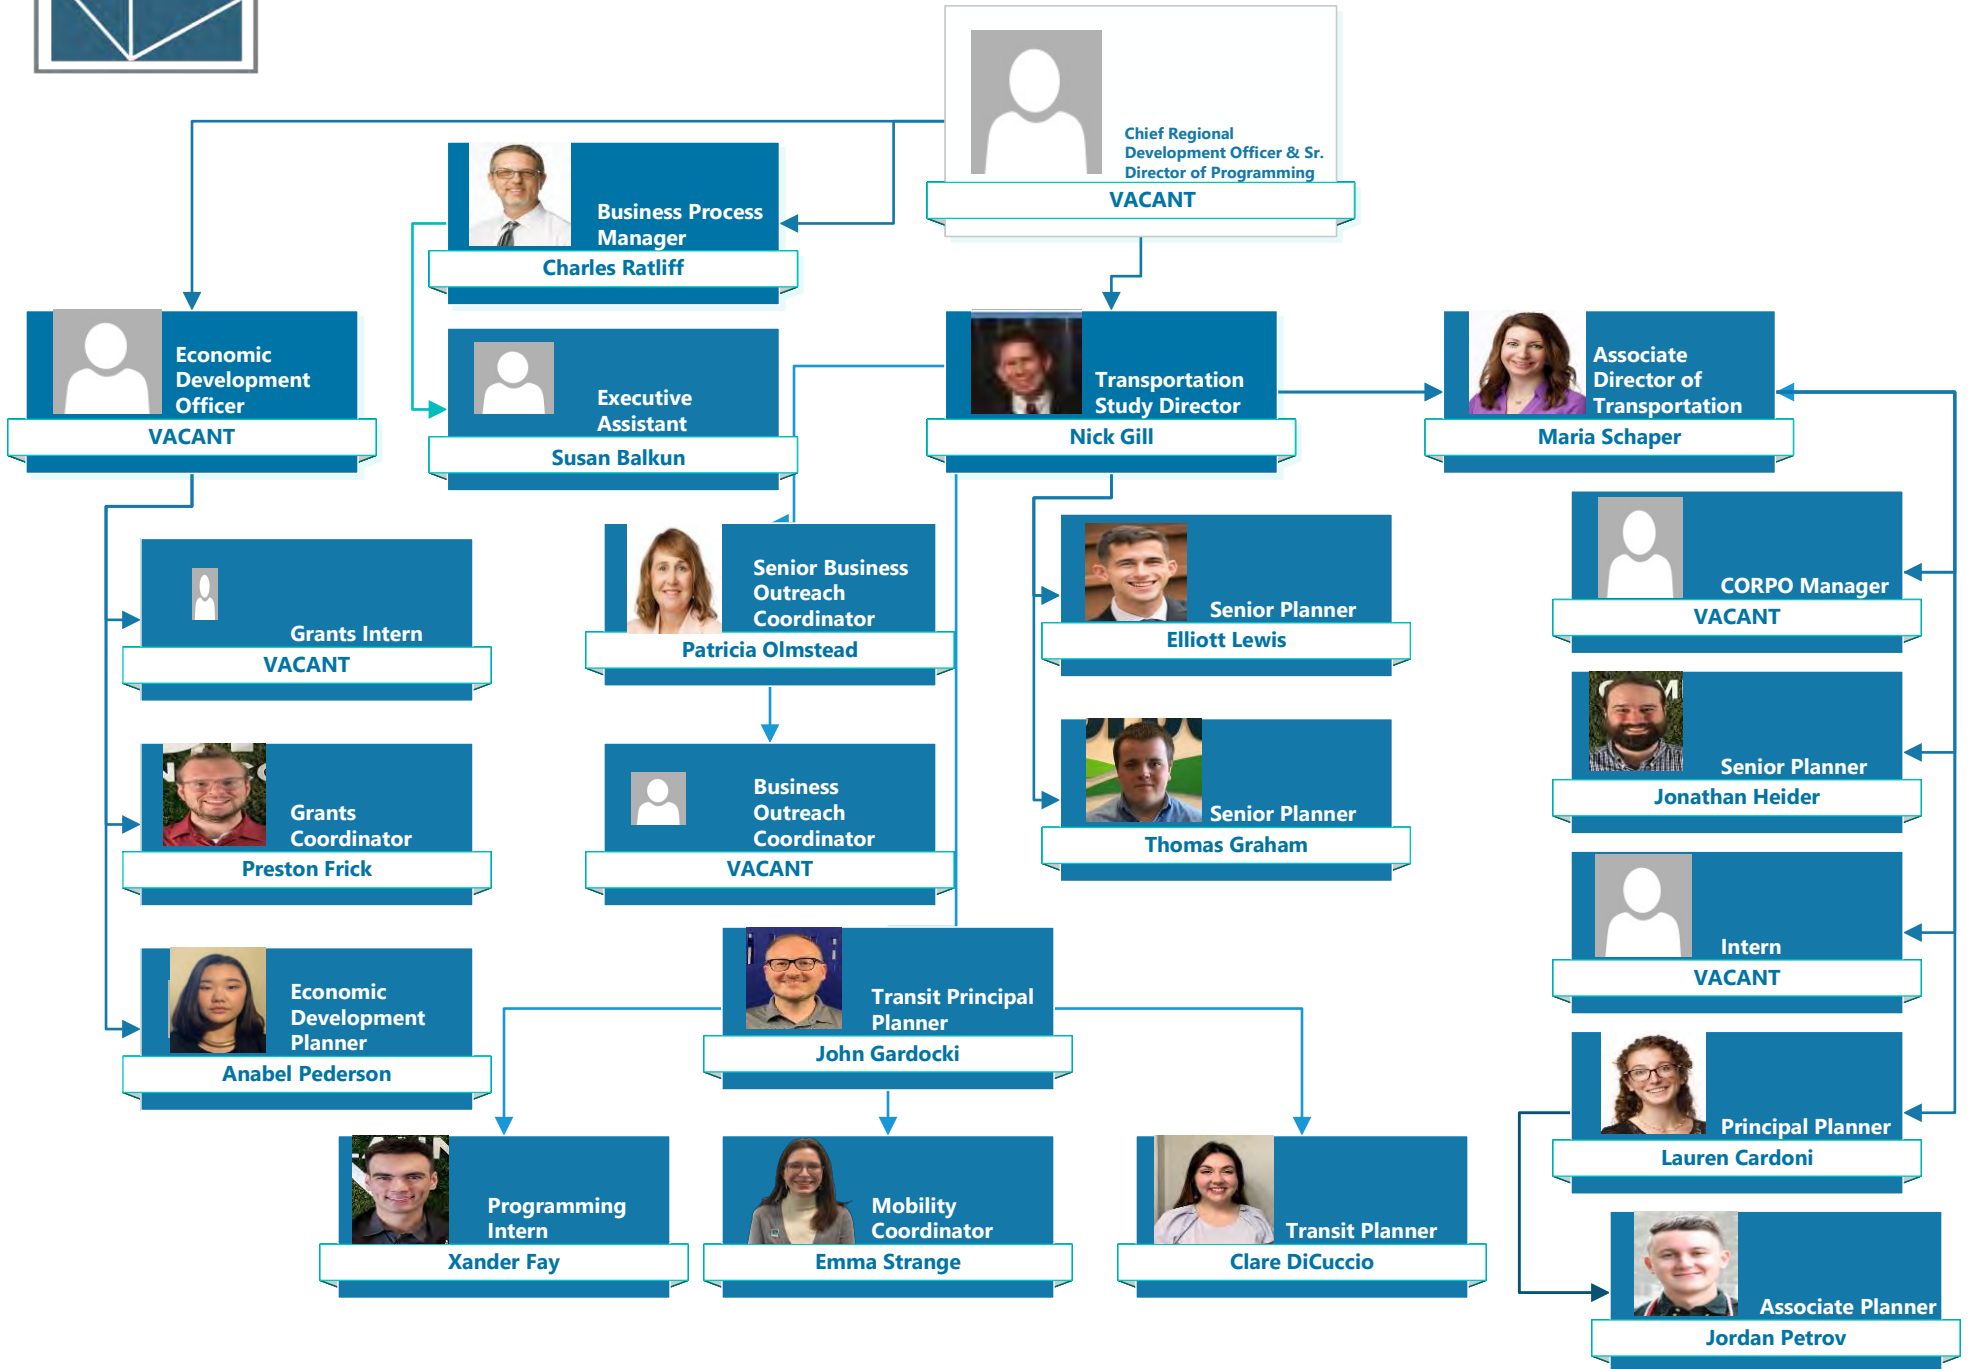 Chief Regional
Development Officer & Sr.
Director of Programming
VACANT
Business Process
Manager
Charles Ratliff
Economic
Development
Officer
VACANT
Executive
Assistant
Susan Balkun
Transportation
Study Director
Nick Gill
Associate
Director of
Transportation
Maria Schaper
Grants Intern
VACANT
Senior Business
Outreach
Coordinator
Patricia Olmstead
Senior Planner
Elliott Lewis
CORPO Manager
VACANT
Grants
Coordinator
Preston Frick
Business
Outreach
Coordinator
VACANT
Senior Planner
Thomas Graham
Senior Planner
Jonathan Heider
Economic
Development
Planner
Anabel Pederson
Transit Principal
Planner
John Gardocki
Intern
VACANT
Principal Planner
Lauren Cardoni
Programming
Intern
Xander Fay
Mobility
Coordinator
Emma Strange
Transit Planner
Clare DiCuccio
Associate Planner
Jordan Petrov